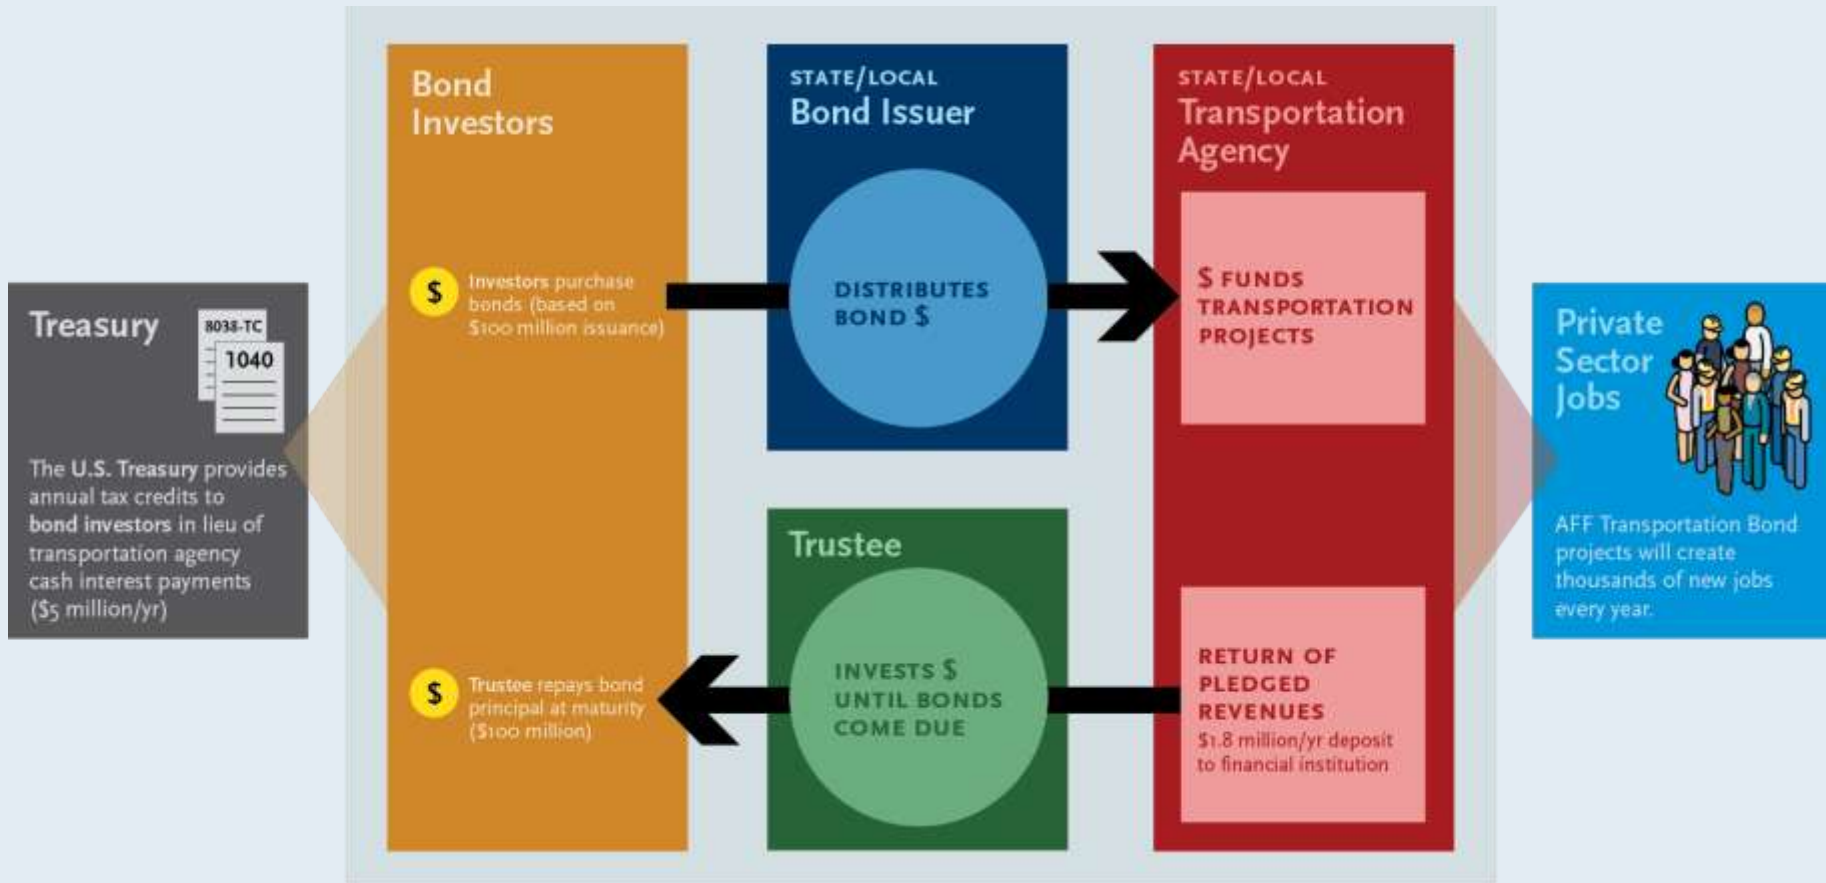 Treasury
8038-TC
1040
The U.S. Treasury provides
annual tax credits to
bond investors in lieu of
transportation agency
cash interest payments
($5 million/yr)
Bond
Investors
$
Investors purchase
bonds (based on
$100 million issuance)
$
Trustee repays bond
principal at maturity
($100 million)
STATE/LOCAL
Bond Issuer
DISTRIBUTES
BOND $
Trustee
INVESTS $
UNTIL BONDS
COME DUE
STATE/LOCAL
Transportation
Agency
$ FUNDS
TRANSPORTATION
PROJECTS
RETURN OF
PLEDGED
REVENUES
$1.8 million/yr deposit
to financial institution
Private
Sector
Jobs
AFF Transportation Bond
projects will create
thousands of new jobs
every year.